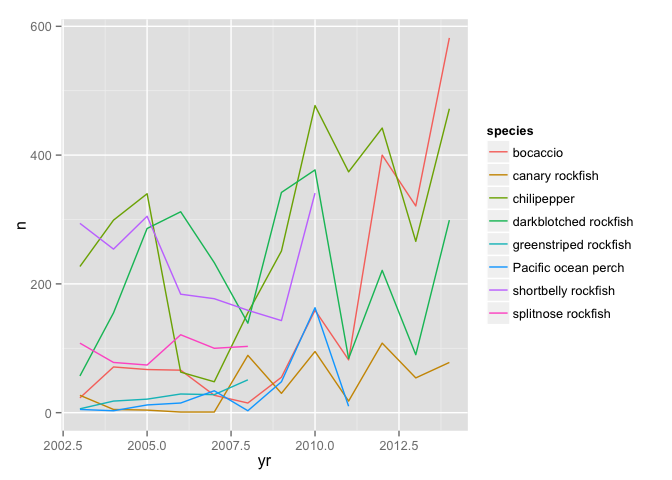 600
400
200
0
n
2002.5 2005.0 2007.5 2010.0 2012.5
yr
species
bocaccio
canary rockfish
chilipepper
darkblotched rockfish
greenstriped rockfish
Pacific ocean perch
shortbelly rockfish
splitnose rockfish